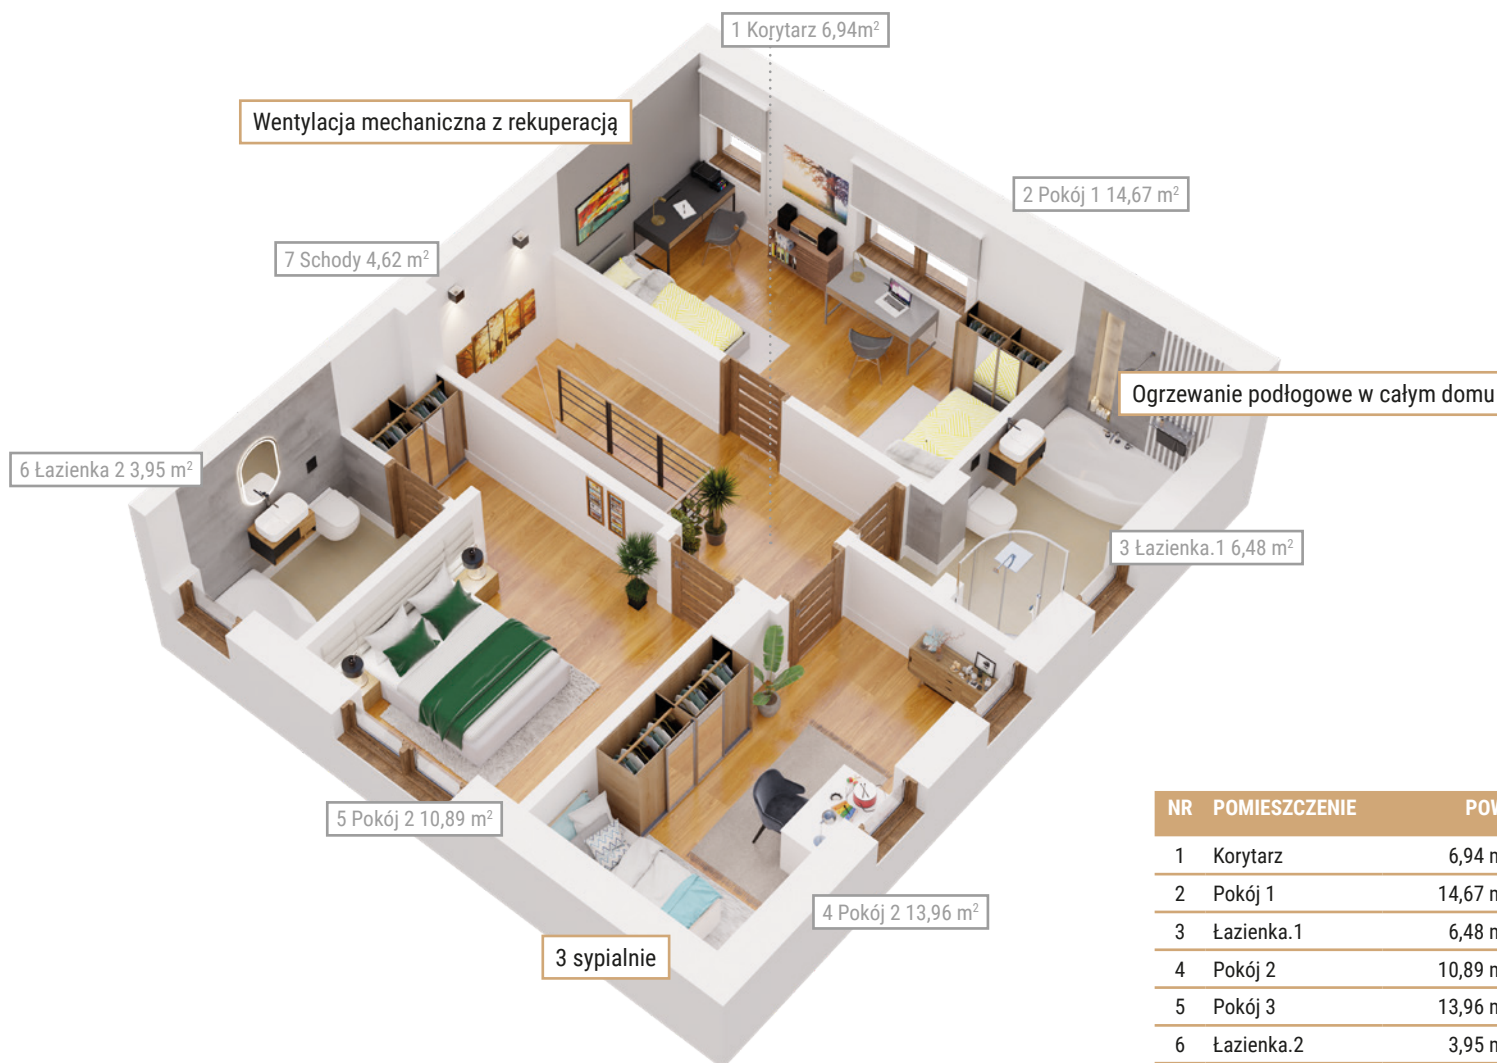 1 Korytarz 6,94m²
Wentylacja mechaniczna z rekuperacją
2 Pokój 1 14,67 m²
7 Schody 4,62 m²
Ogrzewanie podłogowe w całym domu
6 Łazienka 2 3,95 m²
3 Łazienka.1 6,48 m²
5 Pokój 2 10,89 m²
4 Pokój 2 13,96 m²
3 sypialnie
NR POMIESZCZENIE POW
1 Korytarz 6,94 m
2 Pokój 1 14,67 m
3 Łazienka.1 6,48 m
4 Pokój 2 10,89 m
5 Pokój 3 13,96 m
6 Łazienka.2 3,95 m